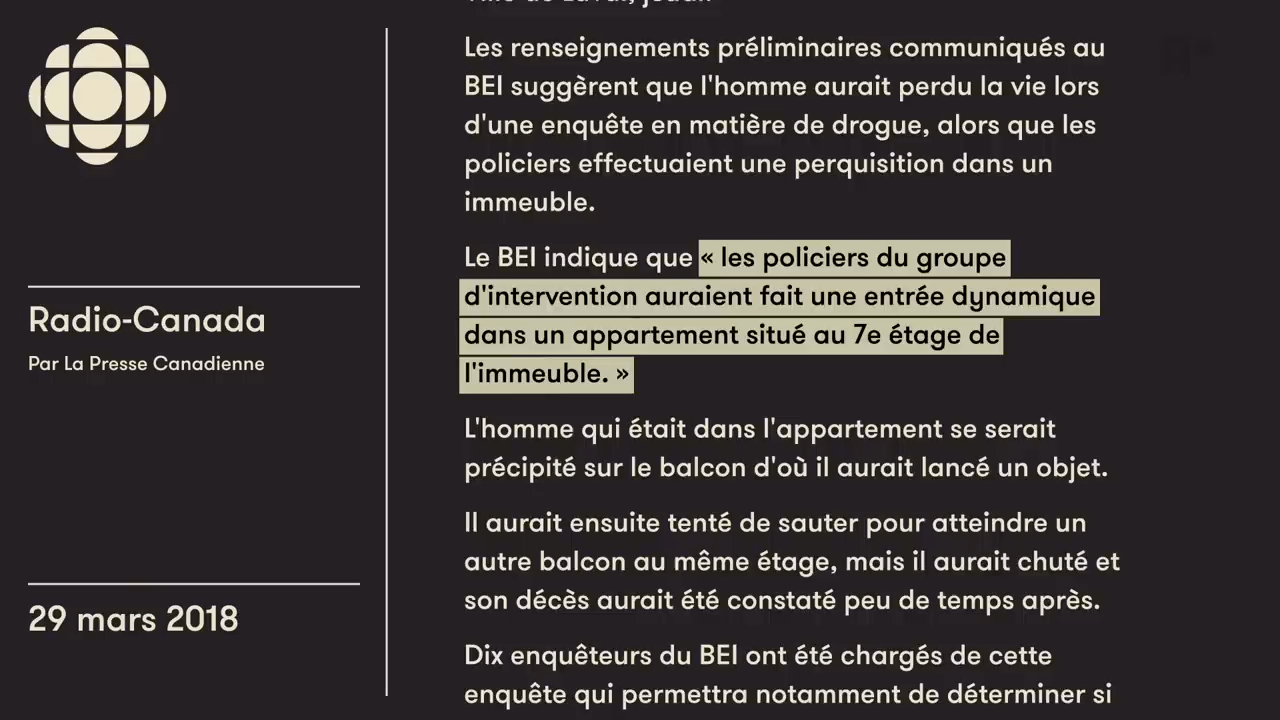 Radio-Canada
Par La Presse Canadienne
29 mars 2018
Les renseignements préliminaires communiqués au
BEI suggèrent que l'homme aurait perdu la vie lors
d'une enquête en matière de drogue, alors que les
policiers effectuaient une perquisition dans un
immeuble.
Le BEI indique que « les policiers du groupe
d'intervention auraient fait une entrée dynamique
dans un appartement situé au 7e étage de
l'immeuble. »
L'homme qui était dans l'appartement se serait
précipité sur le balcon d'où il aurait lancé un objet.
Il aurait ensuite tenté de sauter pour atteindre un
autre balcon au même étage, mais il aurait chuté et
son décès aurait été constaté peu de temps après.
Dix enquêteurs du BEI ont été chargés de cette
enquête qui permettra notamment de déterminer si